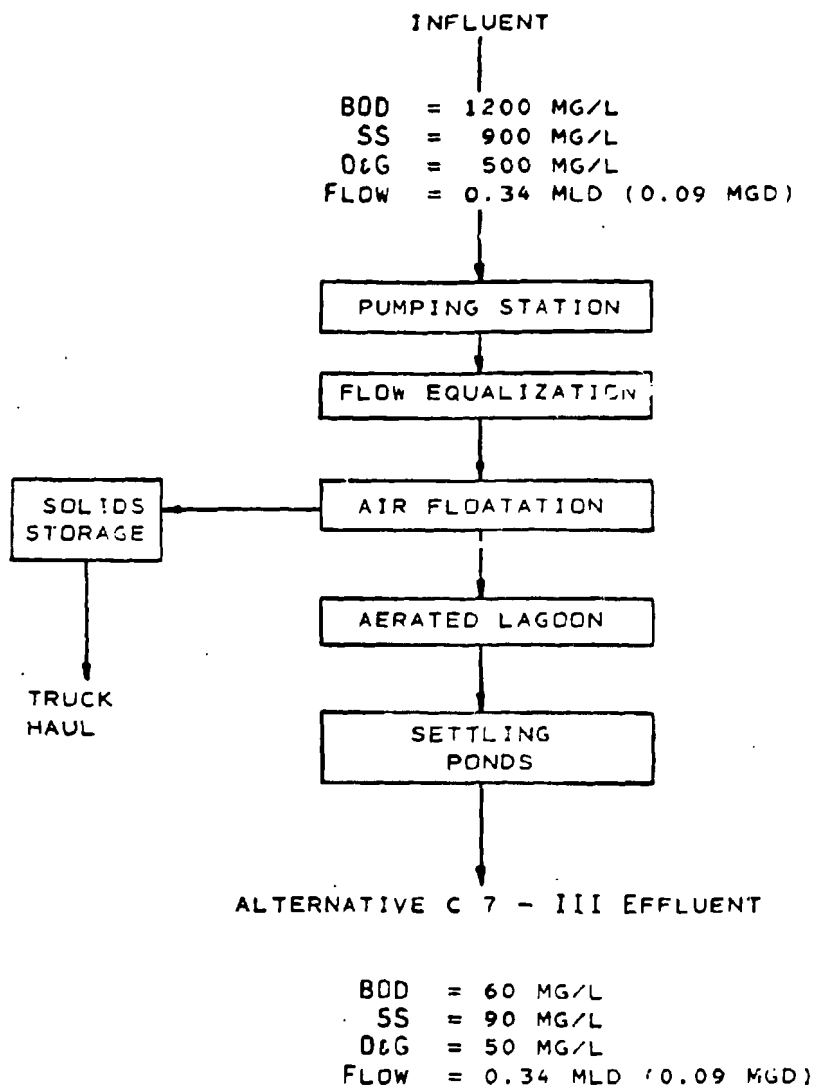 INFLUENT
BOD = 1200 MG/L
SS = 900 MG/L
O&G = 500 MG/L
FLOW = 0.34 MLD (0.09 MGD)
PUMPING STATION
FLOW EQUALIZATION
AIR FLOATATION
SOLIDS
STORAGE
TRUCK
HAUL
AERATED LAGOON
SETTLING
PONDS
ALTERNATIVE C 7 - III EFFLUENT
BOD = 60 MG/L
SS = 90 MG/L
O&G = 50 MG/L
FLOW = 0.34 MLD (0.09 MGD)